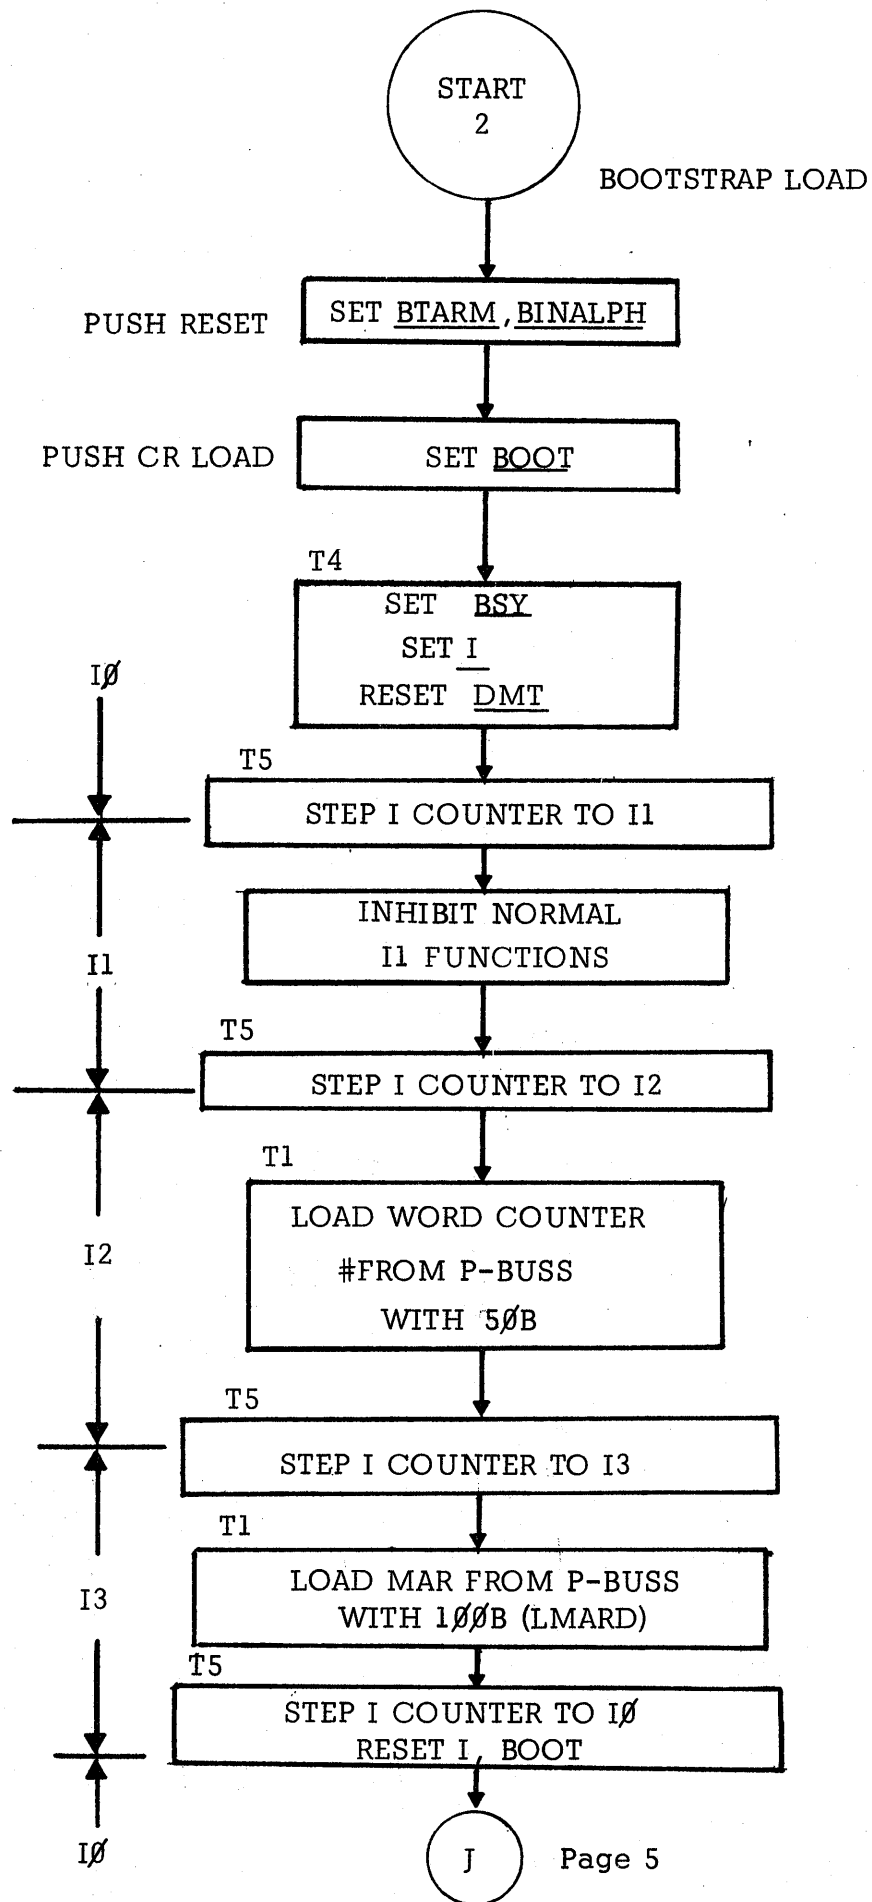 START
2
BOOTSTRAP LOAD
PUSH RESET
SET BTARM, BINALPH
PUSH CR LOAD
SET BOOT
T4
SET BSY
SET I
RESET DMT
IØ
T5
STEP I COUNTER TO I1
INHIBIT NORMAL
I1 FUNCTIONS
I1
T5
STEP I COUNTER TO I2
T1
LOAD WORD COUNTER
#FROM P-BUSS
WITH 5ØB
I2
T5
STEP I COUNTER TO I3
T1
LOAD MAR FROM P-BUSS
WITH 1ØØB (LMARD)
I3
T5
STEP I COUNTER TO IØ
RESET I, BOOT
IØ
J
Page 5